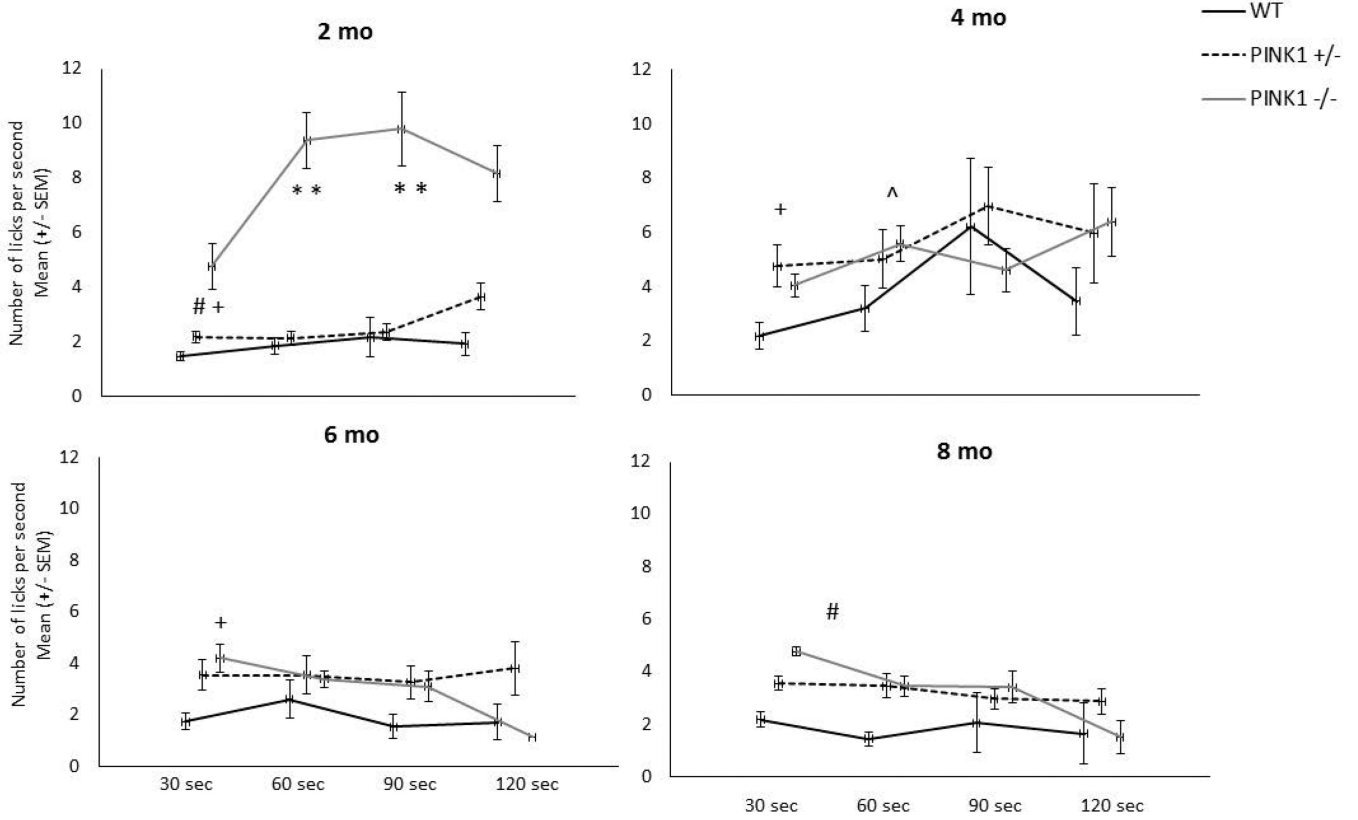 2 mo
Number of licks per second
Mean (+/- SEM)
12
10
8
6
4
2
0
* *
* *
# +
4 mo
12
10
8
6
4
2
0
+
^
WT
PINK1 +/-
PINK1 -/-
6 mo
Number of licks per second
Mean (+/- SEM)
12
10
8
6
4
2
0
+
30 sec 60 sec 90 sec 120 sec
8 mo
12
10
8
6
4
2
0
#
30 sec 60 sec 90 sec 120 sec